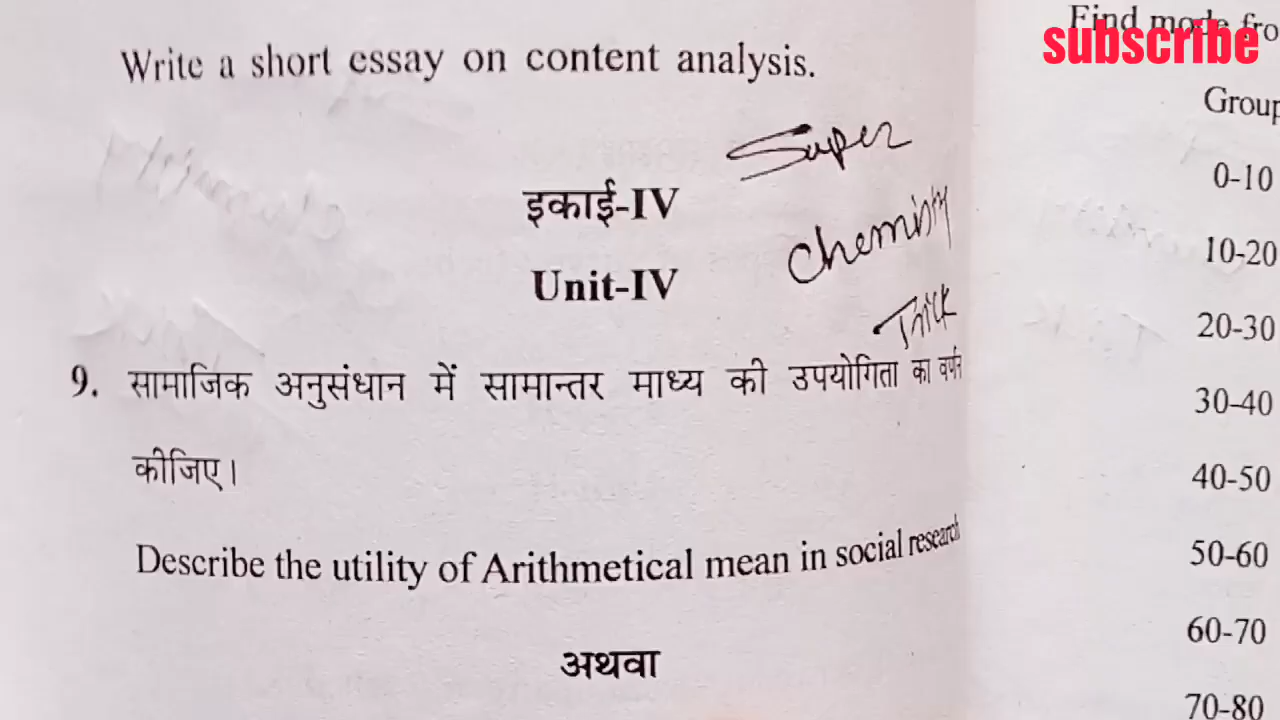 Write a short essay on content analysis.
Super
इकाई-IV
Chemistry
Unit-IV
Trick
9. सामाजिक अनुसंधान में सामान्तर माध्य की उपयोगिता का वर्णन
कीजिए।
Describe the utility of Arithmetical mean in social research
अथवा
Find mode fro
subscribe
Group
0-10
10-20
20-30
30-40
40-50
50-60
60-70
70-80